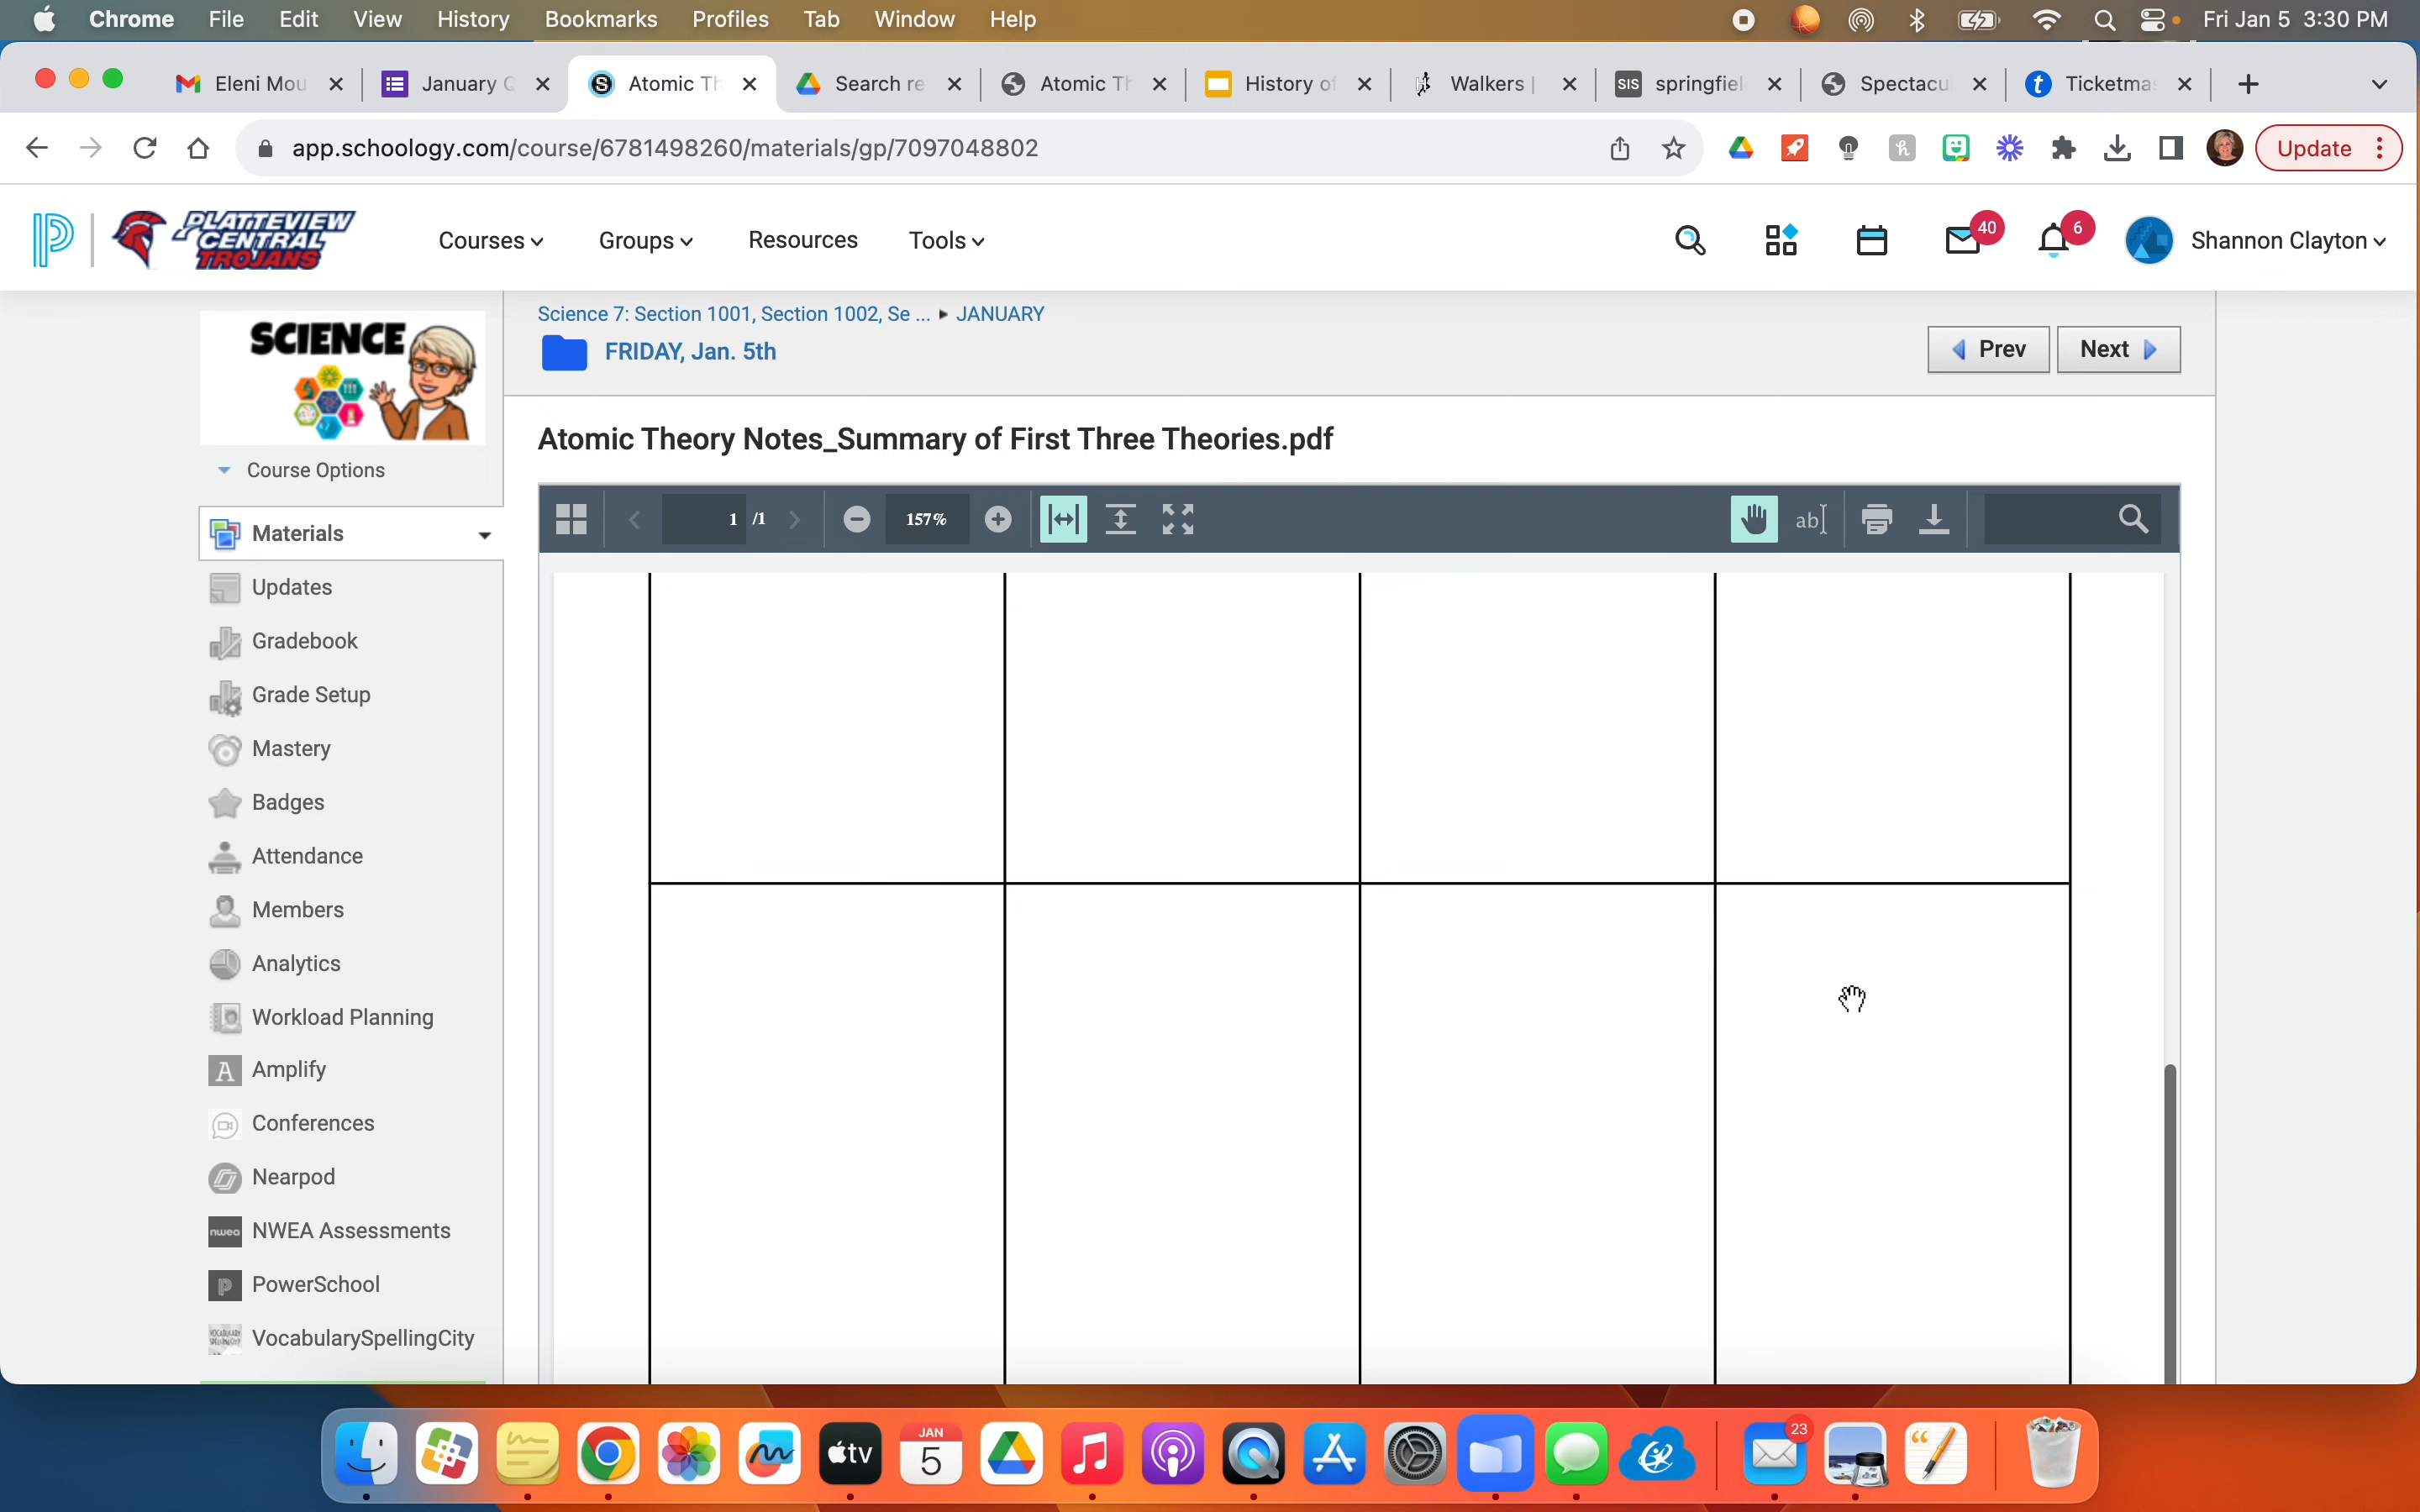 Chrome File Edit View History Bookmarks Profiles Tab Window Help Fri Jan 5 3:30 PM
Eleni Mou January Q Atomic Th Search re Atomic Th History of Walkers | SIS springfiel Spectacu t Ticketmas
app.schoology.com/course/6781498260/materials/gp/7097048802 Update
PLATTEVIEW CENTRAL TROJANS
Courses Groups Resources Tools 40 6 Shannon Clayton
SCIENCE
Science 7: Section 1001, Section 1002, Se ... JANUARY
FRIDAY, Jan. 5th
Prev Next
Atomic Theory Notes_Summary of First Three Theories.pdf
Course Options
1 /1 157% ab
Materials
Updates
Gradebook
Grade Setup
Mastery
Badges
Attendance
Members
Analytics
Workload Planning
A Amplify
Conferences
Nearpod
nwea NWEA Assessments
PowerSchool
VocabularySpellingCity
tv JAN 5 23